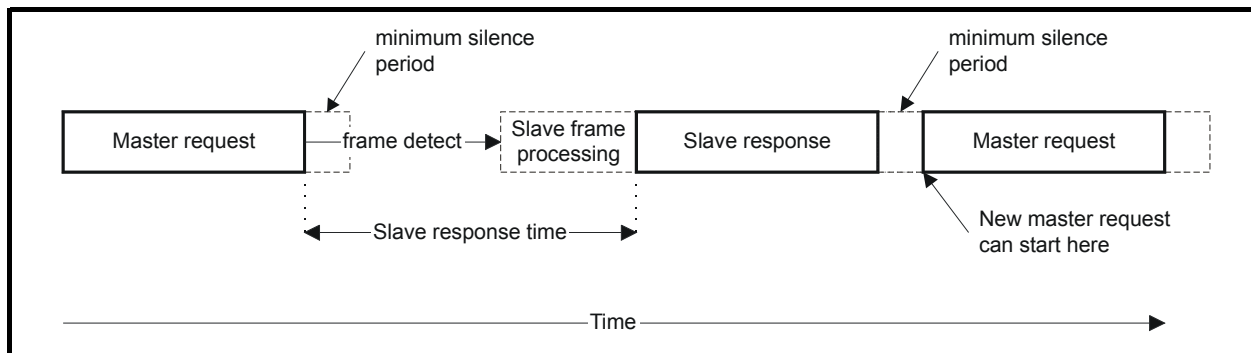 minimum silence
period
minimum silence
period
Master request
frame detect
Slave frame
processing
Slave response
Master request
Slave response time
New master request
can start here
Time